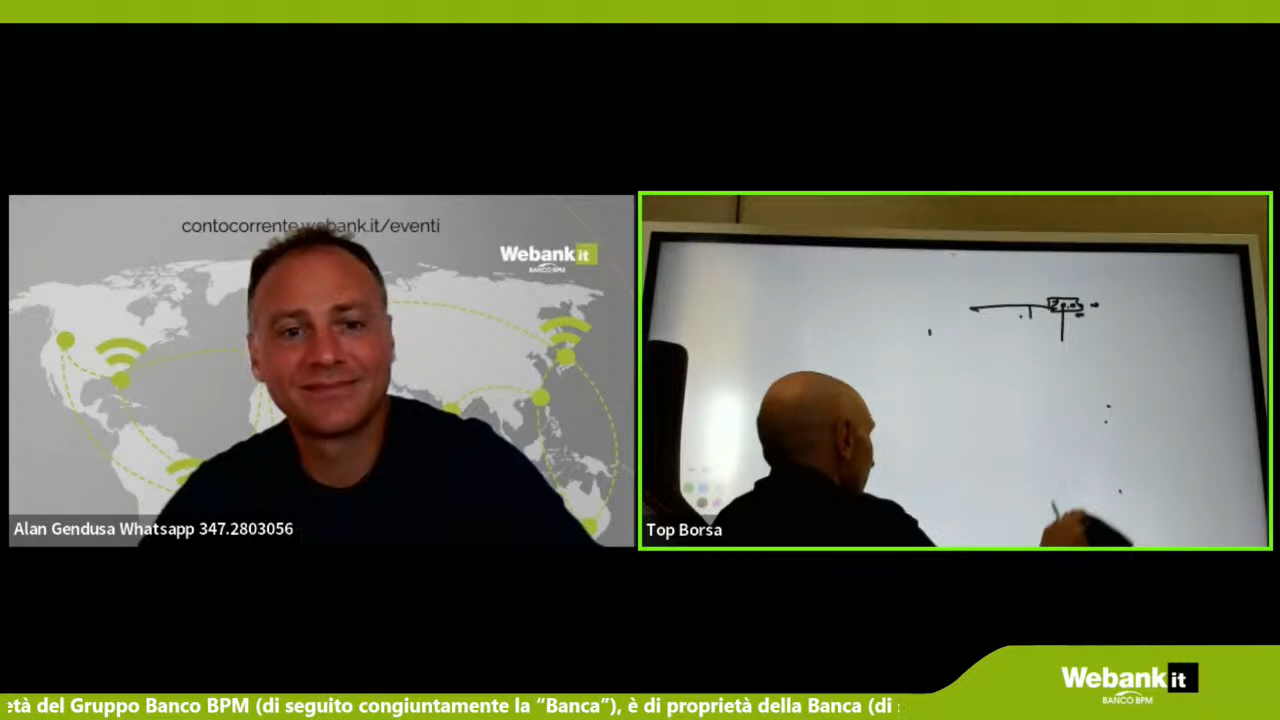 contocorrente.webank.it/eventi
Webank it
BANCO BPM
Alan Gendusa Whatsapp 347.2803056
Top Borsa
Webank it
BANCO BPM
età del Gruppo Banco BPM (di seguito congiuntamente la “Banca”), è di proprietà della Banca (di